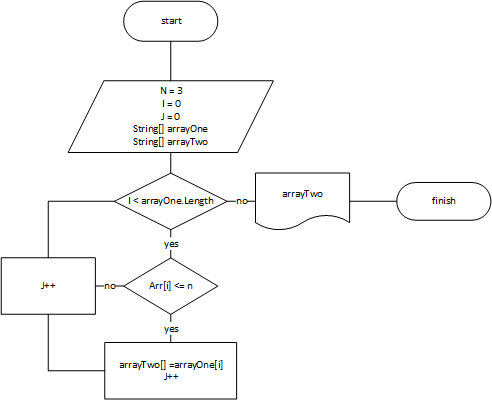 start
N = 3
I = 0
J = 0
String[] arrayOne
String[] arrayTwo
I < arrayOne.Length
no
arrayTwo
finish
yes
J++
no
Arr[i] <= n
yes
arrayTwo[] =arrayOne[i]
J++